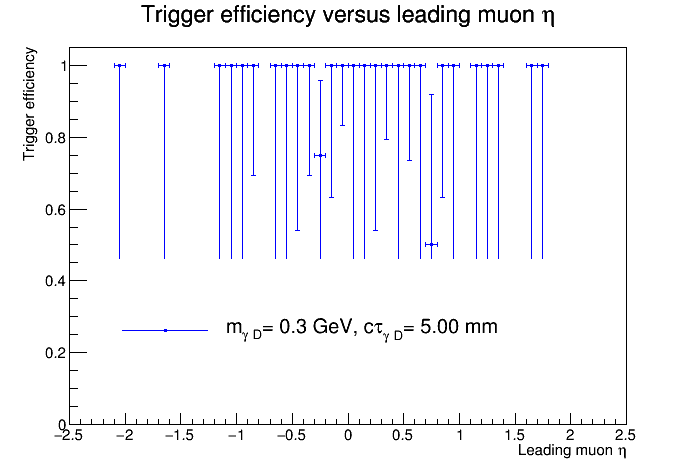 Trigger efficiency versus leading muon η
Trigger efficiency
1
0.8
0.6
0.4
0.2
0
m_γ D= 0.3 GeV, cτ_γ D= 5.00 mm
−2.5 −2 −1.5 −1 −0.5 0 0.5 1 1.5 2 2.5
Leading muon η